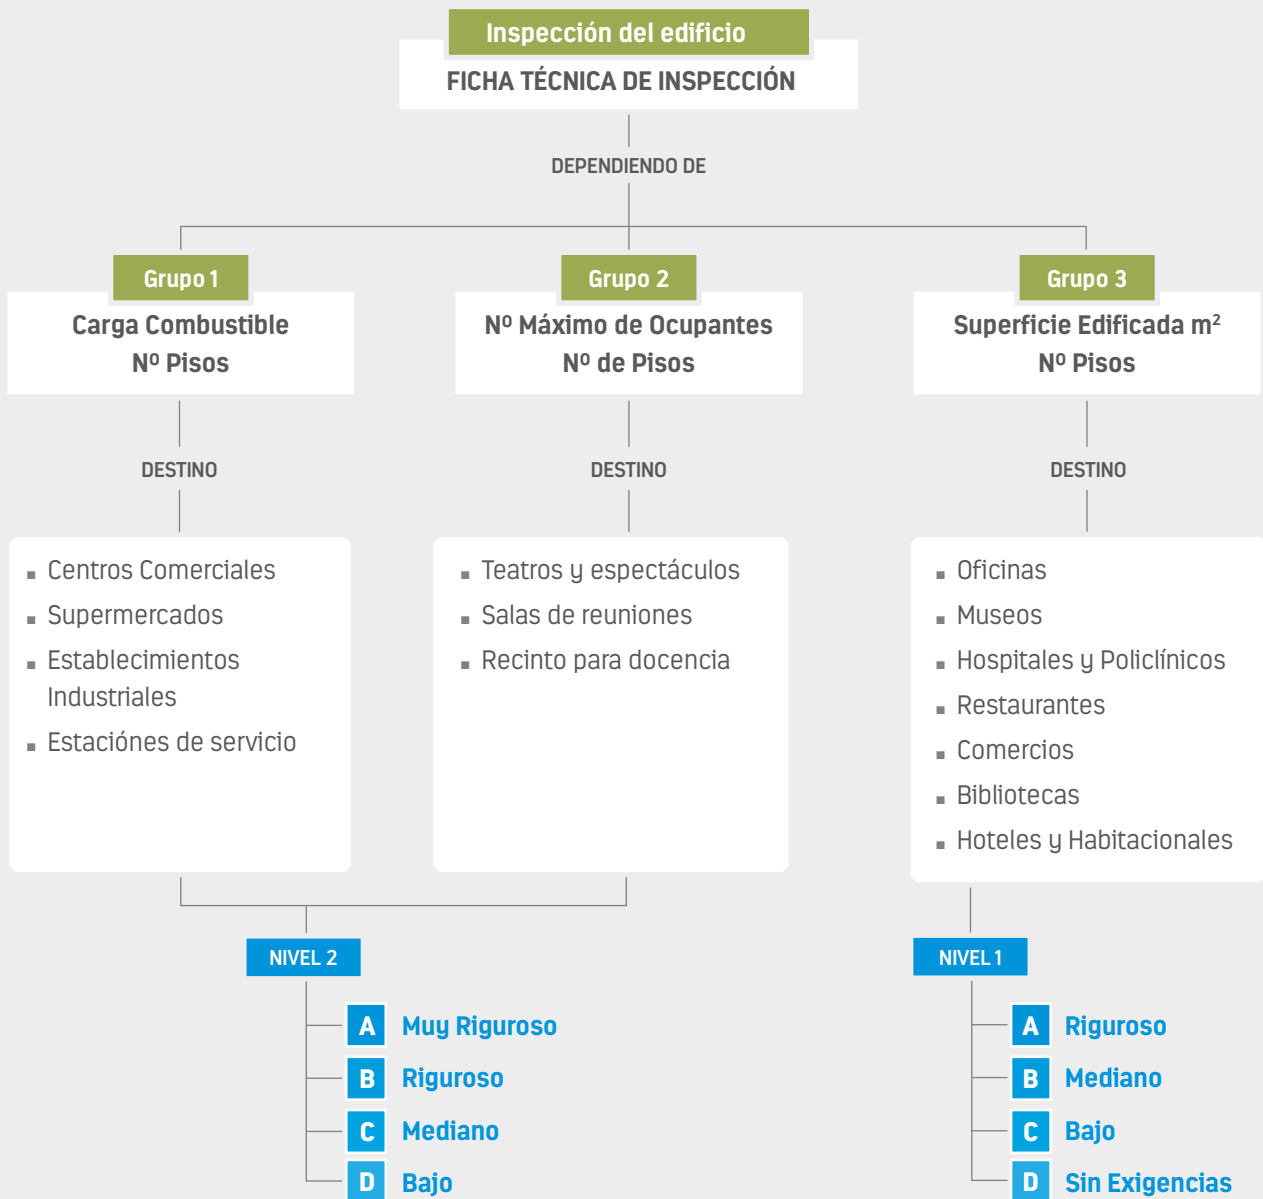 Inspección del edificio
FICHA TÉCNICA DE INSPECCIÓN
DEPENDIENDO DE
Grupo 1
Carga Combustible
Nº Pisos
DESTINO
▪ Centros Comerciales
▪ Supermercados
▪ Establecimientos
Industriales
▪ Estaciónes de servicio
Grupo 2
Nº Máximo de Ocupantes
Nº de Pisos
DESTINO
▪ Teatros y espectáculos
▪ Salas de reuniones
▪ Recinto para docencia
Grupo 3
Superficie Edificada m²
Nº Pisos
DESTINO
▪ Oficinas
▪ Museos
▪ Hospitales y Policlínicos
▪ Restaurantes
▪ Comercios
▪ Bibliotecas
▪ Hoteles y Habitacionales
NIVEL 2
A Muy Riguroso
B Riguroso
C Mediano
D Bajo
NIVEL 1
A Riguroso
B Mediano
C Bajo
D Sin Exigencias